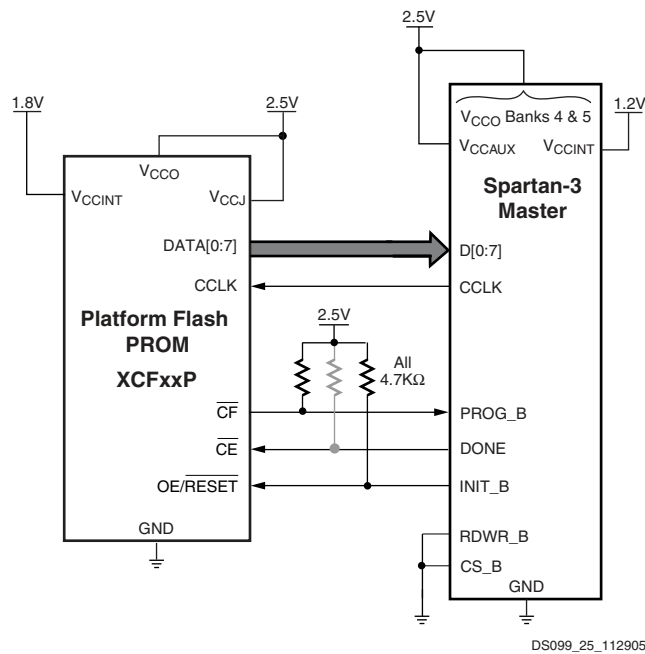 2.5V
1.8V
2.5V
1.2V
VCCO Banks 4 & 5
VCCO
VCCAUX
VCCINT
VCCINT
VCCJ
Spartan-3
Master
DATA[0:7]
D[0:7]
CCLK
CCLK
Platform Flash
PROM
XCFxxP
2.5V
All
4.7KΩ
CF
PROG_B
CE
DONE
OE/RESET
INIT_B
GND
RDWR_B
CS_B
GND
DS099_25_112905